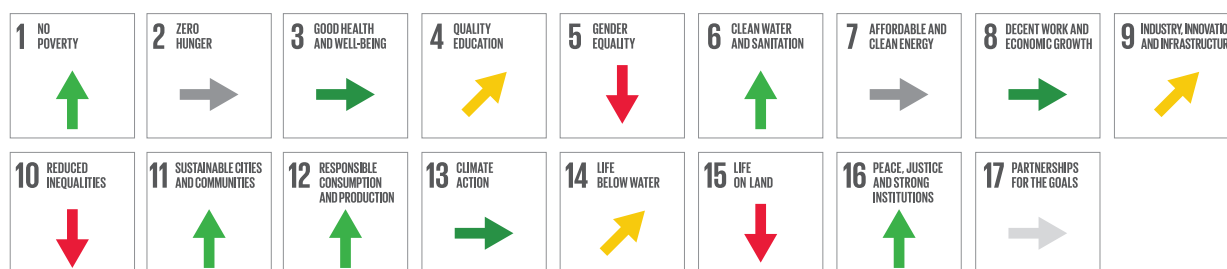 1 NO
POVERTY
2 ZERO
HUNGER
3 GOOD HEALTH
AND WELL-BEING
4 QUALITY
EDUCATION
5 GENDER
EQUALITY
6 CLEAN WATER
AND SANITATION
7 AFFORDABLE AND
CLEAN ENERGY
8 DECENT WORK AND
ECONOMIC GROWTH
9 INDUSTRY, INNOVATIO
AND INFRASTRUCTUR
10 REDUCED
INEQUALITIES
11 SUSTAINABLE CITIES
AND COMMUNITIES
12 RESPONSIBLE
CONSUMPTION
AND PRODUCTION
13 CLIMATE
ACTION
14 LIFE
BELOW WATER
15 LIFE
ON LAND
16 PEACE, JUSTICE
AND STRONG
INSTITUTIONS
17 PARTNERSHIPS
FOR THE GOALS